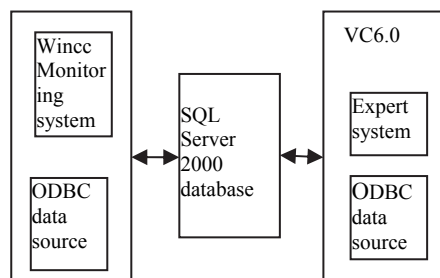 Wincc
Monitor
ing
system
ODBC
data
source
SQL
Server
2000
database
VC6.0
Expert
system
ODBC
data
source